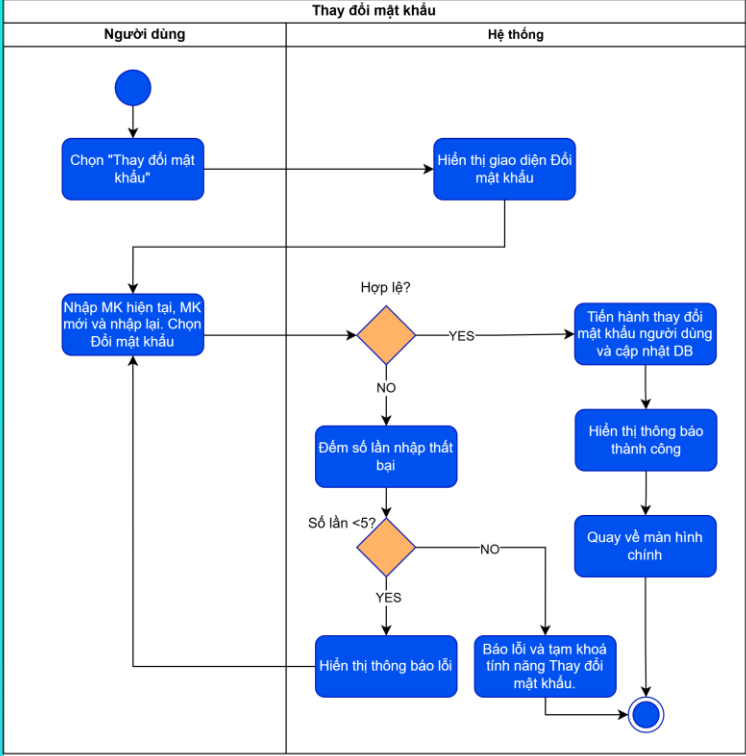 Thay đổi mật khẩu
Người dùng
Hệ thống
Chọn "Thay đổi mật
khẩu"
Hiển thị giao diện Đổi
mật khẩu
Nhập MK hiện tại, MK
mới và nhập lại. Chọn
Đổi mật khẩu
Hợp lệ?
YES
Tiến hành thay đổi
mật khẩu người dùng
và cập nhật DB
NO
Đếm số lần nhập thất
bại
Hiển thị thông báo
thành công
Số lần <5?
NO
Quay về màn hình
chính
YES
Hiển thị thông báo lỗi
Báo lỗi và tạm khoá
tính năng Thay đổi
mật khẩu.